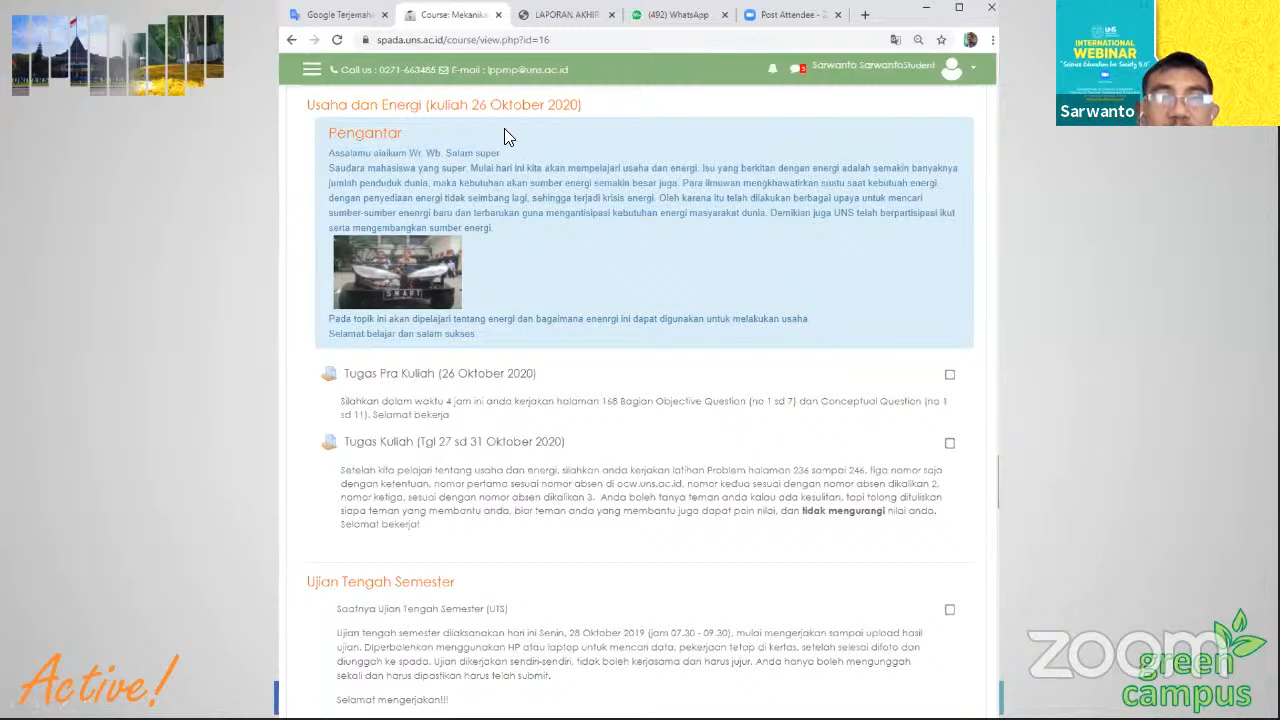 Google Terjemah
Course: Mekanika
LAPORAN AKHIR
(492) WhatsApp
Post Attendee - Z
spada.uns.ac.id/course/view.php?id=16
Call us : 0271-663485 E-mail : lppmp@uns.ac.id
Sarwanto SarwantoStudent
Usaha dan Energi (kuliah 26 Oktober 2020)
Pengantar
Assalamu alaikum Wr. Wb. Salam super
Saudara mahasiswa yang super. Mulai hari ini kita akan mempelajari usaha dan energi. Isu yang berkitan dengan energi adalah semakin banyaknya
jumlah penduduk dunia, maka kebutuhan akan sumber energi semakin besar juga. Para ilmuwan mengkhawatirkan suatu saat kebutuah energi
dengan penyediaan energi tidak seimbang lagi, sehingga terjadi krisis energi. Oleh karena itu telah dilakukan berbagai upaya untuk mencari
sumber-sumber eneergi baru dan terbarukan guna mengantisipasi kebutuhan energi masyarakat dunia. Demikian juga UNS telah berpartisipasi ikut
serta mengembangkan sumber energi.
SMART
Pada topik ini akan dipelajari tentang energi dan bagaimana enenrgi ini dapat digunakan untuk melakukan usaha
Selamat belajar dan salam sukses
Tugas Pra Kuliah (26 Oktober 2020)
Silahkan dalam waktu 4 jam ini anda kerjakan halaman 168 Bagian Objective Question (no 1 sd 7) dan Conceptual Question (no 1
sd 11). Selamat bekerja
Tugas Kuliah (Tgl 27 sd 31 Oktober 2020)
Setelah kita pelajari tentang usaha dan energi, silahkan anda kerjakan latihan Problem halaman 236 sampai 246, tiga nomor saja
dengan ketentuan, nomor pertama sesuai nomor absen di ocw.uns.ac.id, nomor kedua sesuai dengan nomor absen dikalikan 2,
nomor ketiga, sesuai dengan nomor absen dikalikan 3. Anda boleh tanya teman anda kalau ada kesulitan, tapi tolong dituliskan
siapa teman yang membantu anda, biar teman anda yang membantu juga dapat poin nilai, dan tidak mengurangi nilai anda.
Selamat bekerja!
Ujian Tengah Semester
Saatnya Ujian Tengah Semester (UTS)
Ujian tengah semester dilaksanakan hari ini Senin, 28 Oktober 2019 (jam 07.30 - 09.30), mulai mengerjakan sampai upload hasil
ujian. Diperbolehkan menggunakan HP atau laptop untuk mencari data, pekerjaan tetap di kertas, setelah selesai difoto dan
diunggah ke spada. Ujian dikerjakan sendiri-sendiri, tidak boleh kerjasama dan harus jujur. Anda hanya boleh mengunggah
sekali dan harus dipastikan harus telah submit.
Selamat mengerjakan!!!
UNS
INTERNATIONAL
WEBINAR
"Science Education for Society 5.0"
Sarwanto
Active!
ZOOM
green
campus